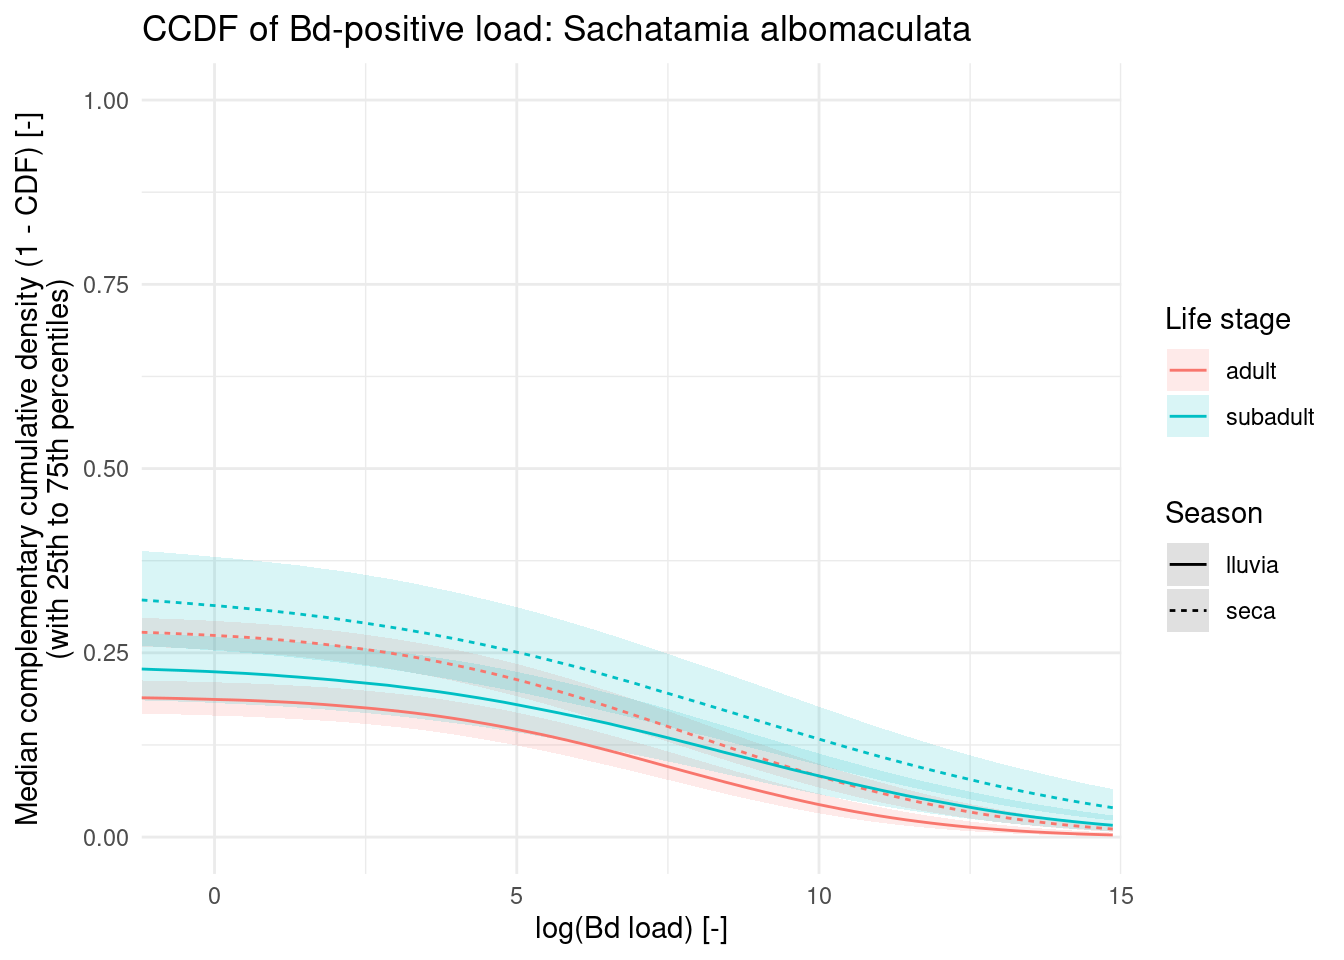 CCDF of Bd-positive load: Sachatamia albomaculata
Median complementary cumulative density (1 - CDF) [-]
(with 25th to 75th percentiles)
1.00
0.75
0.50
0.25
0.00
0
5
10
15
log(Bd load) [-]
Life stage
adult
subadult
Season
lluvia
seca